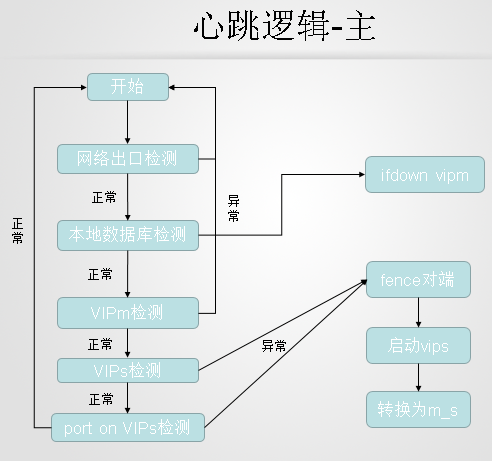 心跳逻辑-主
开始
网络出口检测
正常
异常
ifdown vipm
正常
本地数据库检测
正常
fence对端
VIPm检测
正常
异常
启动vips
VIPs检测
正常
转换为m_s
port on VIPs检测